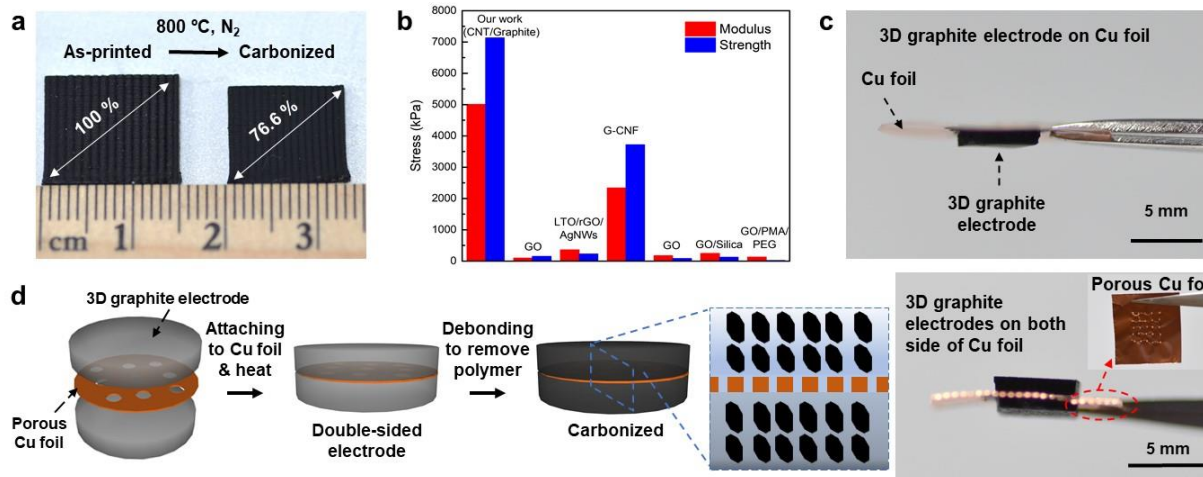 a
800 ºC, N₂
As-printed
Carbonized
100 %
76.6 %
cm 1 2 3
b
Modulus
Strength
Our work
(CNT/Graphite)
GO
LTO/rGO/
AgNWs
G-CNF
GO
GO/Silica
GO/PMA/
PEG
Stress (kPa)
8000
7000
6000
5000
4000
3000
2000
1000
0
c
3D graphite electrode on Cu foil
Cu foil
3D graphite
electrode
5 mm
d
3D graphite electrode
Porous
Cu foil
Attaching
to Cu foil
& heat
Double-sided
electrode
Debonding
to remove
polymer
Carbonized
3D graphite
electrodes on both
side of Cu foil
Porous Cu fo
5 mm